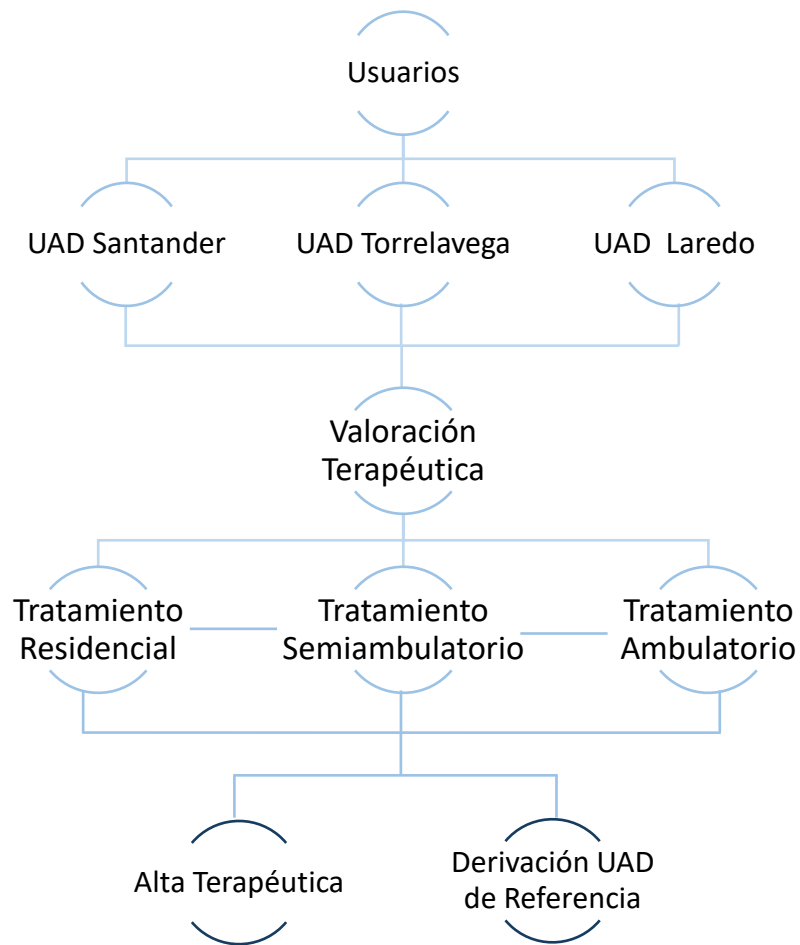 Usuarios
UAD Santander
UAD Torrelavega
UAD Laredo
Valoración
Terapéutica
Tratamiento
Residencial
Tratamiento
Semiambulatorio
Tratamiento
Ambulatorio
Alta Terapéutica
Derivación UAD
de Referencia